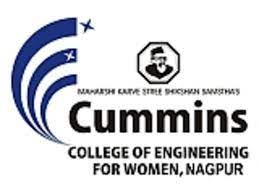 MAHARSHI KARVE STREE SHIKSHAN SAMSTHA'S
Cummins
COLLEGE OF ENGINEERING
FOR WOMEN, NAGPUR